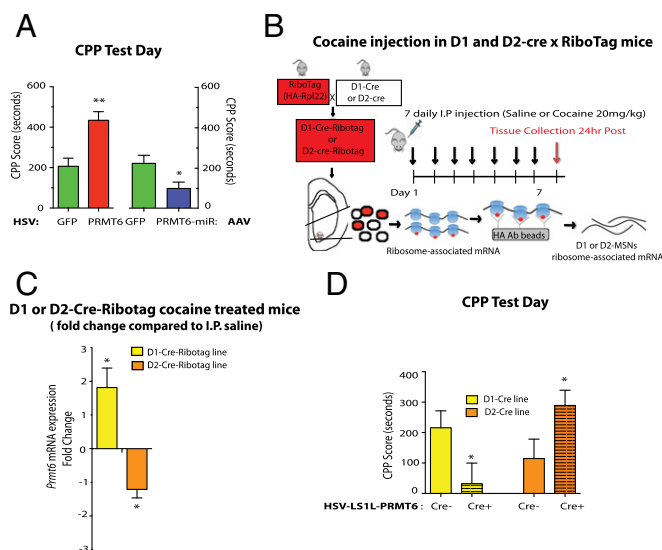 A
CPP Test Day
CPP Score (seconds)
600
400
200
0
600
400
200
0
CPP Score (seconds)
**
*
HSV: GFP PRMT6 GFP PRMT6-miR: AAV
B
Cocaine injection in D1 and D2-cre x RiboTag mice
RiboTag
(HA-Rpl22)
X
D1-Cre
or D2-cre
D1-Cre-Ribotag
or
D2-cre-Ribotag
7 daily I.P injection (Saline or Cocaine 20mg/kg)
Tissue Collection 24hr Post
Day 1
7
Ribosome-associated mRNA
HA Ab beads
D1 or D2-MSNs
ribosome-associated mRNA
C
D1 or D2-Cre-Ribotag cocaine treated mice
( fold change compared to I.P. saline)
Prmt6 mRNA expression
Fold Change
3
2
1
0
-1
-2
-3
D1-Cre-Ribotag line
D2-Cre-Ribotag line
*
*
D
CPP Test Day
CPP Score (seconds)
400
300
200
100
0
D1-Cre line
D2-Cre line
*
*
HSV-LS1L-PRMT6 : Cre- Cre+ Cre- Cre+